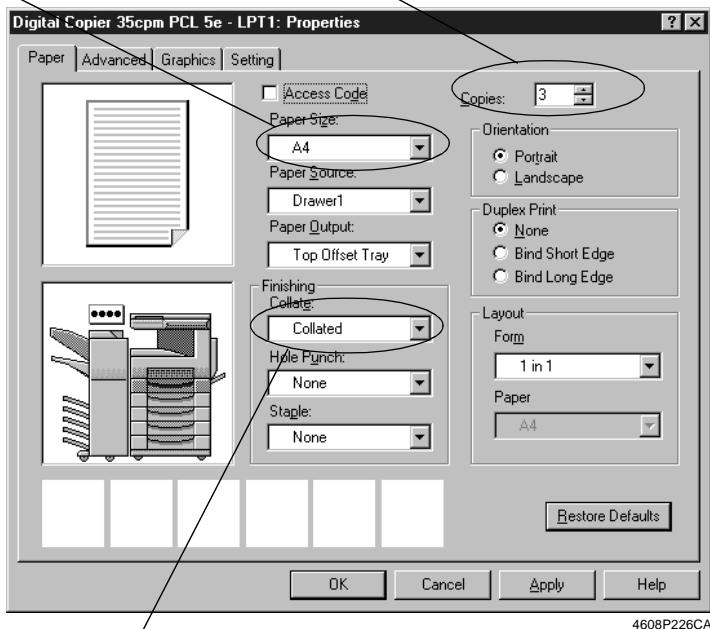 Digital Copier 35cpm PCL 5e - LPT1: Properties
Paper Advanced Graphics Setting
Access Code
Paper Size:
A4
Paper Source:
Drawer1
Paper Output:
Top Offset Tray
Finishing
Collate:
Collated
Hole Punch:
None
Staple:
None
Copies: 3
Orientation
Portrait
Landscape
Duplex Print
None
Bind Short Edge
Bind Long Edge
Layout
Form
1 in 1
Paper
A4
Restore Defaults
OK Cancel Apply Help
4608P226CA